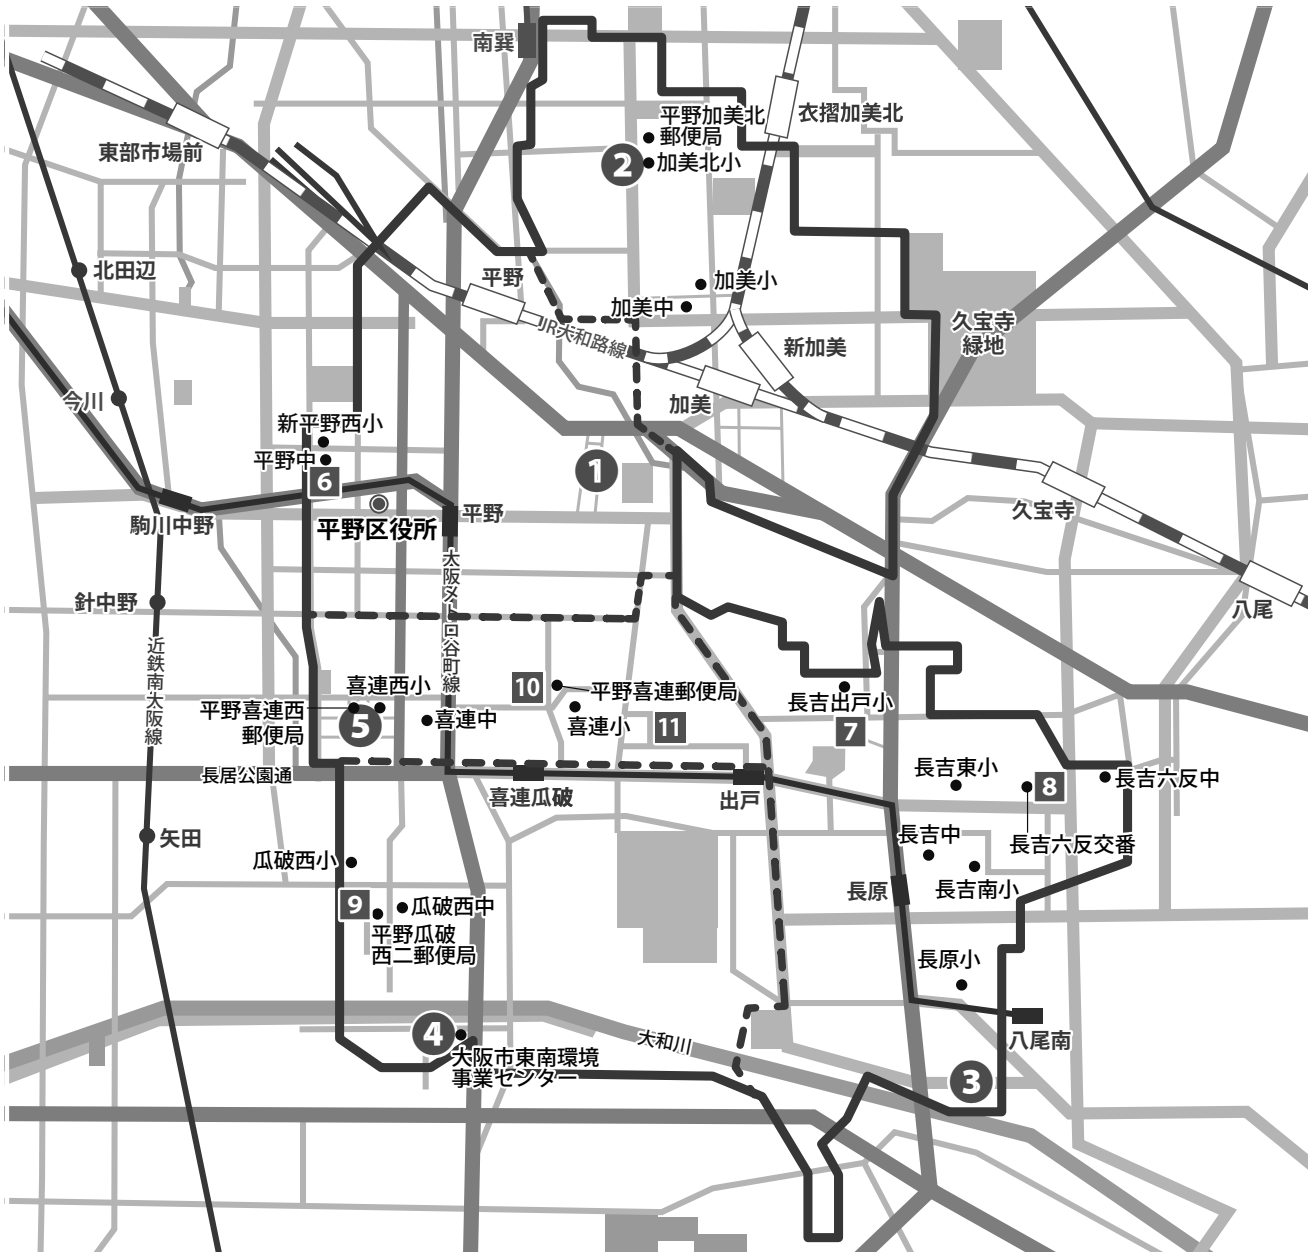 南巽
平野加美北
郵便局
衣摺加美北
2
加美北小
東部市場前
北田辺
平野
加美小
加美中
JR大和路線
久宝寺
緑地
新加美
今川
加美
新平野西小
平野中
6
1
駒川中野
平野区役所
平野
久宝寺
大阪メトロ谷町線
針中野
八尾
近鉄南大阪線
喜連西小
10
平野喜連郵便局
長吉出戸小
平野喜連西
郵便局
5
喜連中
喜連小
11
7
長居公園通
喜連瓜破
出戸
長吉東小
8
長吉六反中
矢田
瓜破西小
長吉中
長吉六反交番
長原
長吉南小
9
瓜破西中
平野瓜破
西二郵便局
長原小
4
大和川
八尾南
大阪市東南環境
事業センター
3